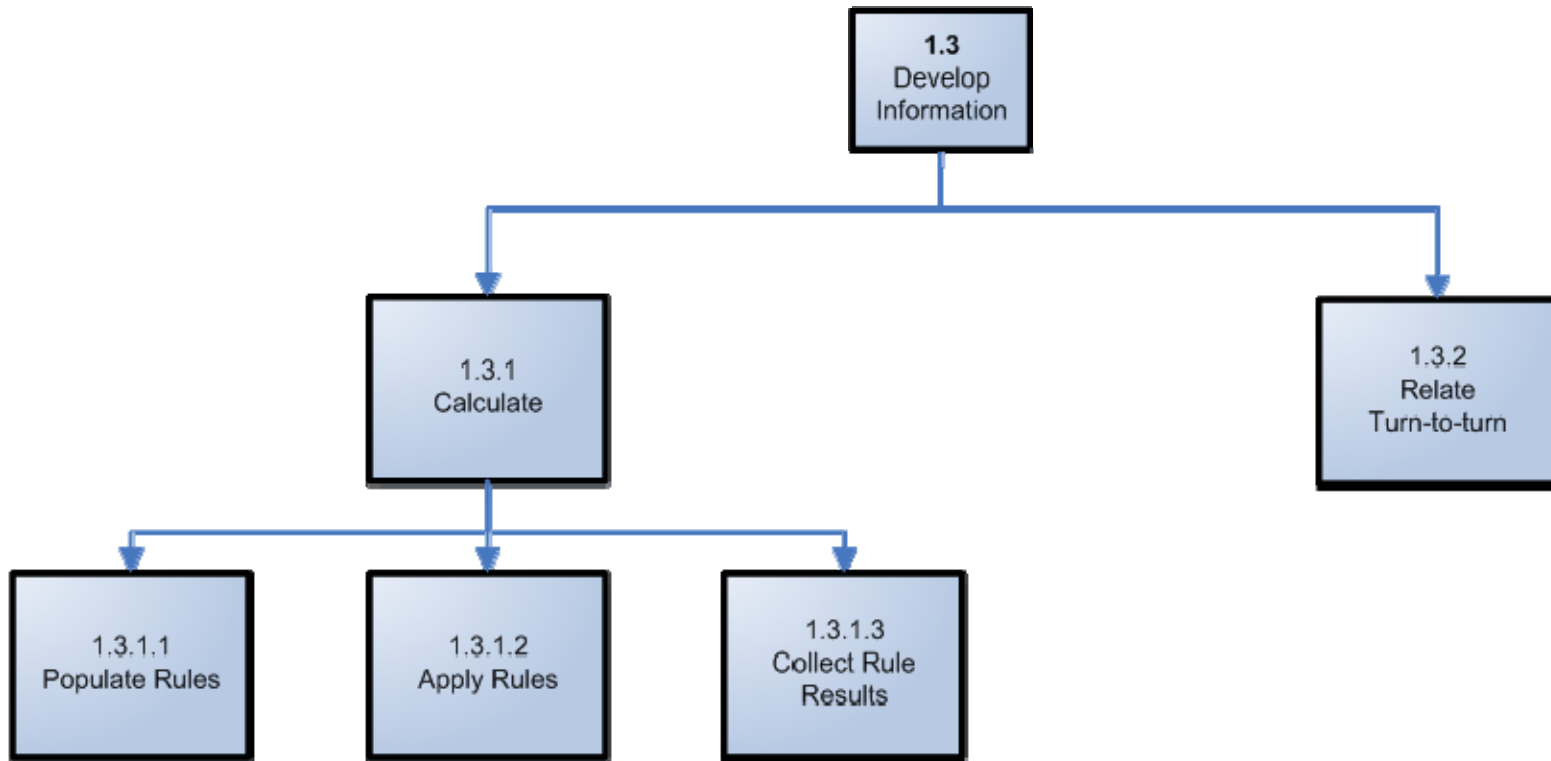 1.3
Develop
Information
1.3.1
Calculate
1.3.2
Relate
Turn-to-turn
1.3.1.1
Populate Rules
1.3.1.2
Apply Rules
1.3.1.3
Collect Rule
Results